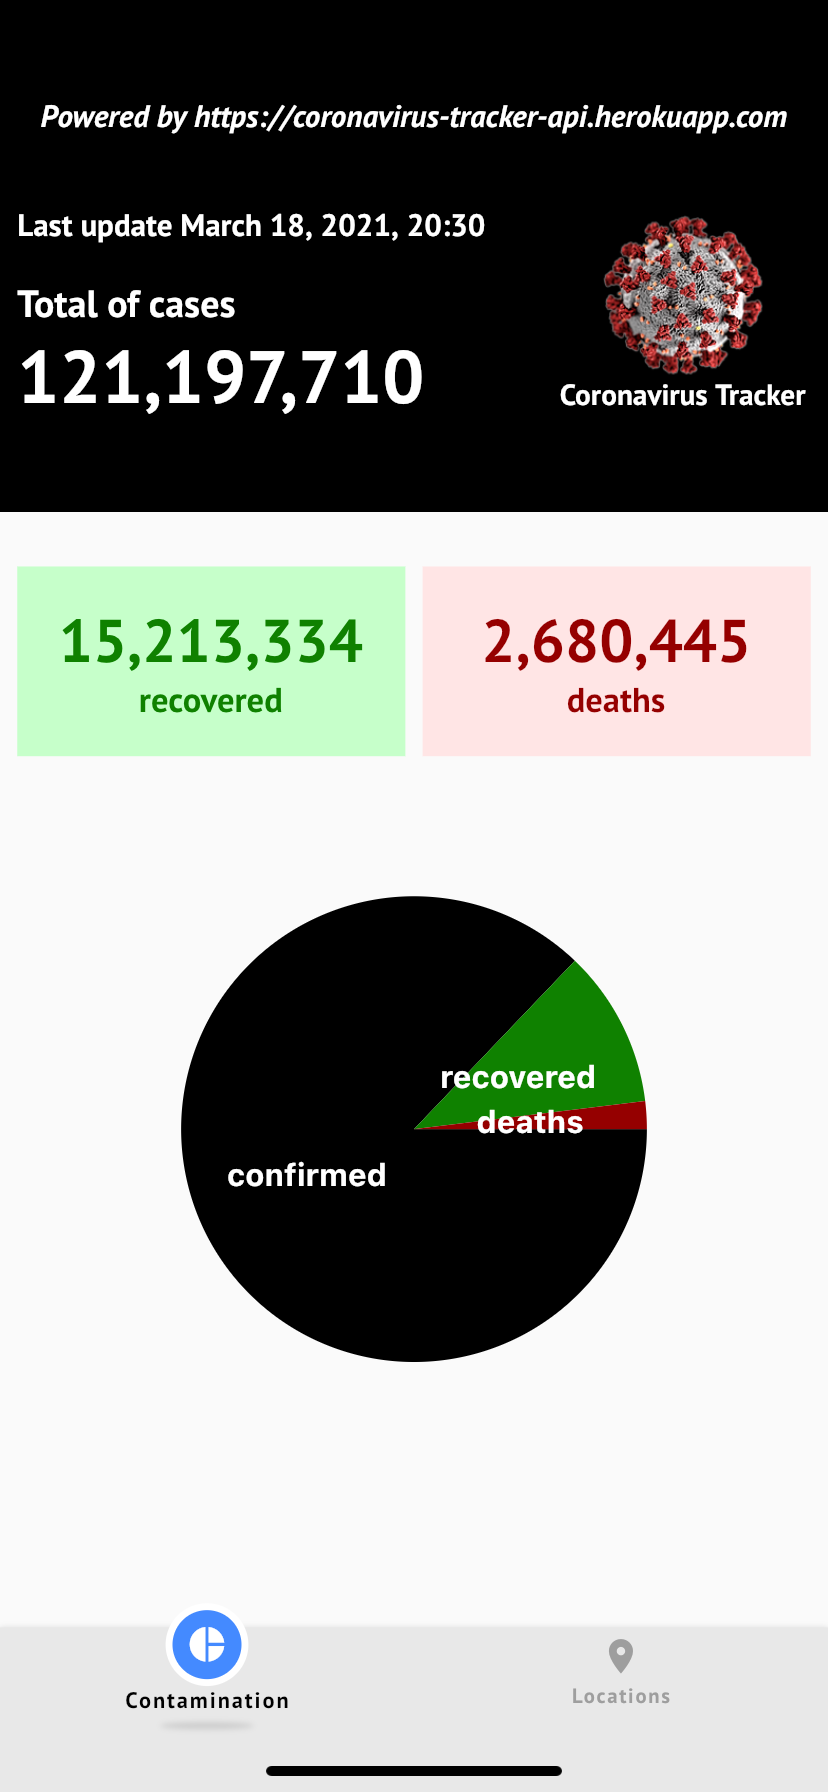 Powered by https://coronavirus-tracker-api.herokuapp.com
Last update March 18, 2021, 20:30
Total of cases
121,197,710
Coronavirus Tracker
15,213,334
recovered
2,680,445
deaths
recovered
deaths
confirmed
Contamination
Locations